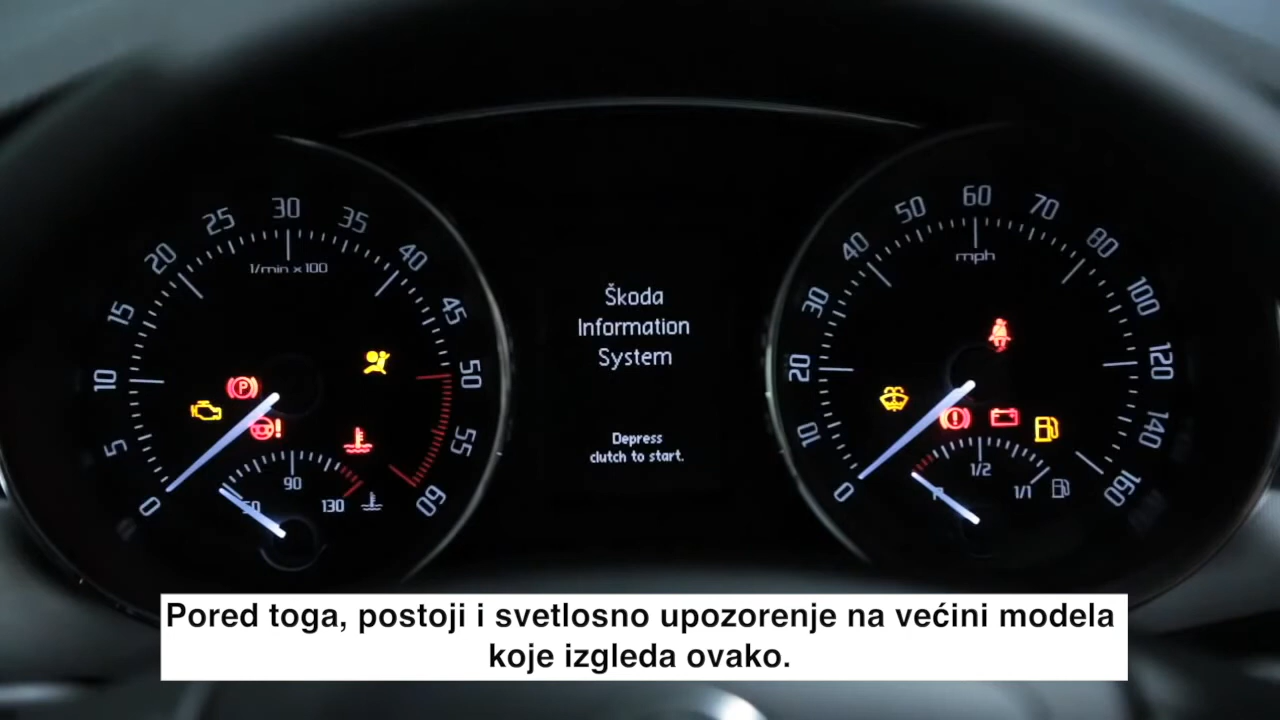 0
5
10
15
20
25
30
35
40
45
50
55
60
1/min x 100
P
50
90
130
Škoda
Information
System
Depress
clutch to start.
0
10
20
30
40
50
60
70
80
100
120
140
160
mph
R
1/2
1/1
Pored toga, postoji i svetlosno upozorenje na većini modela
koje izgleda ovako.